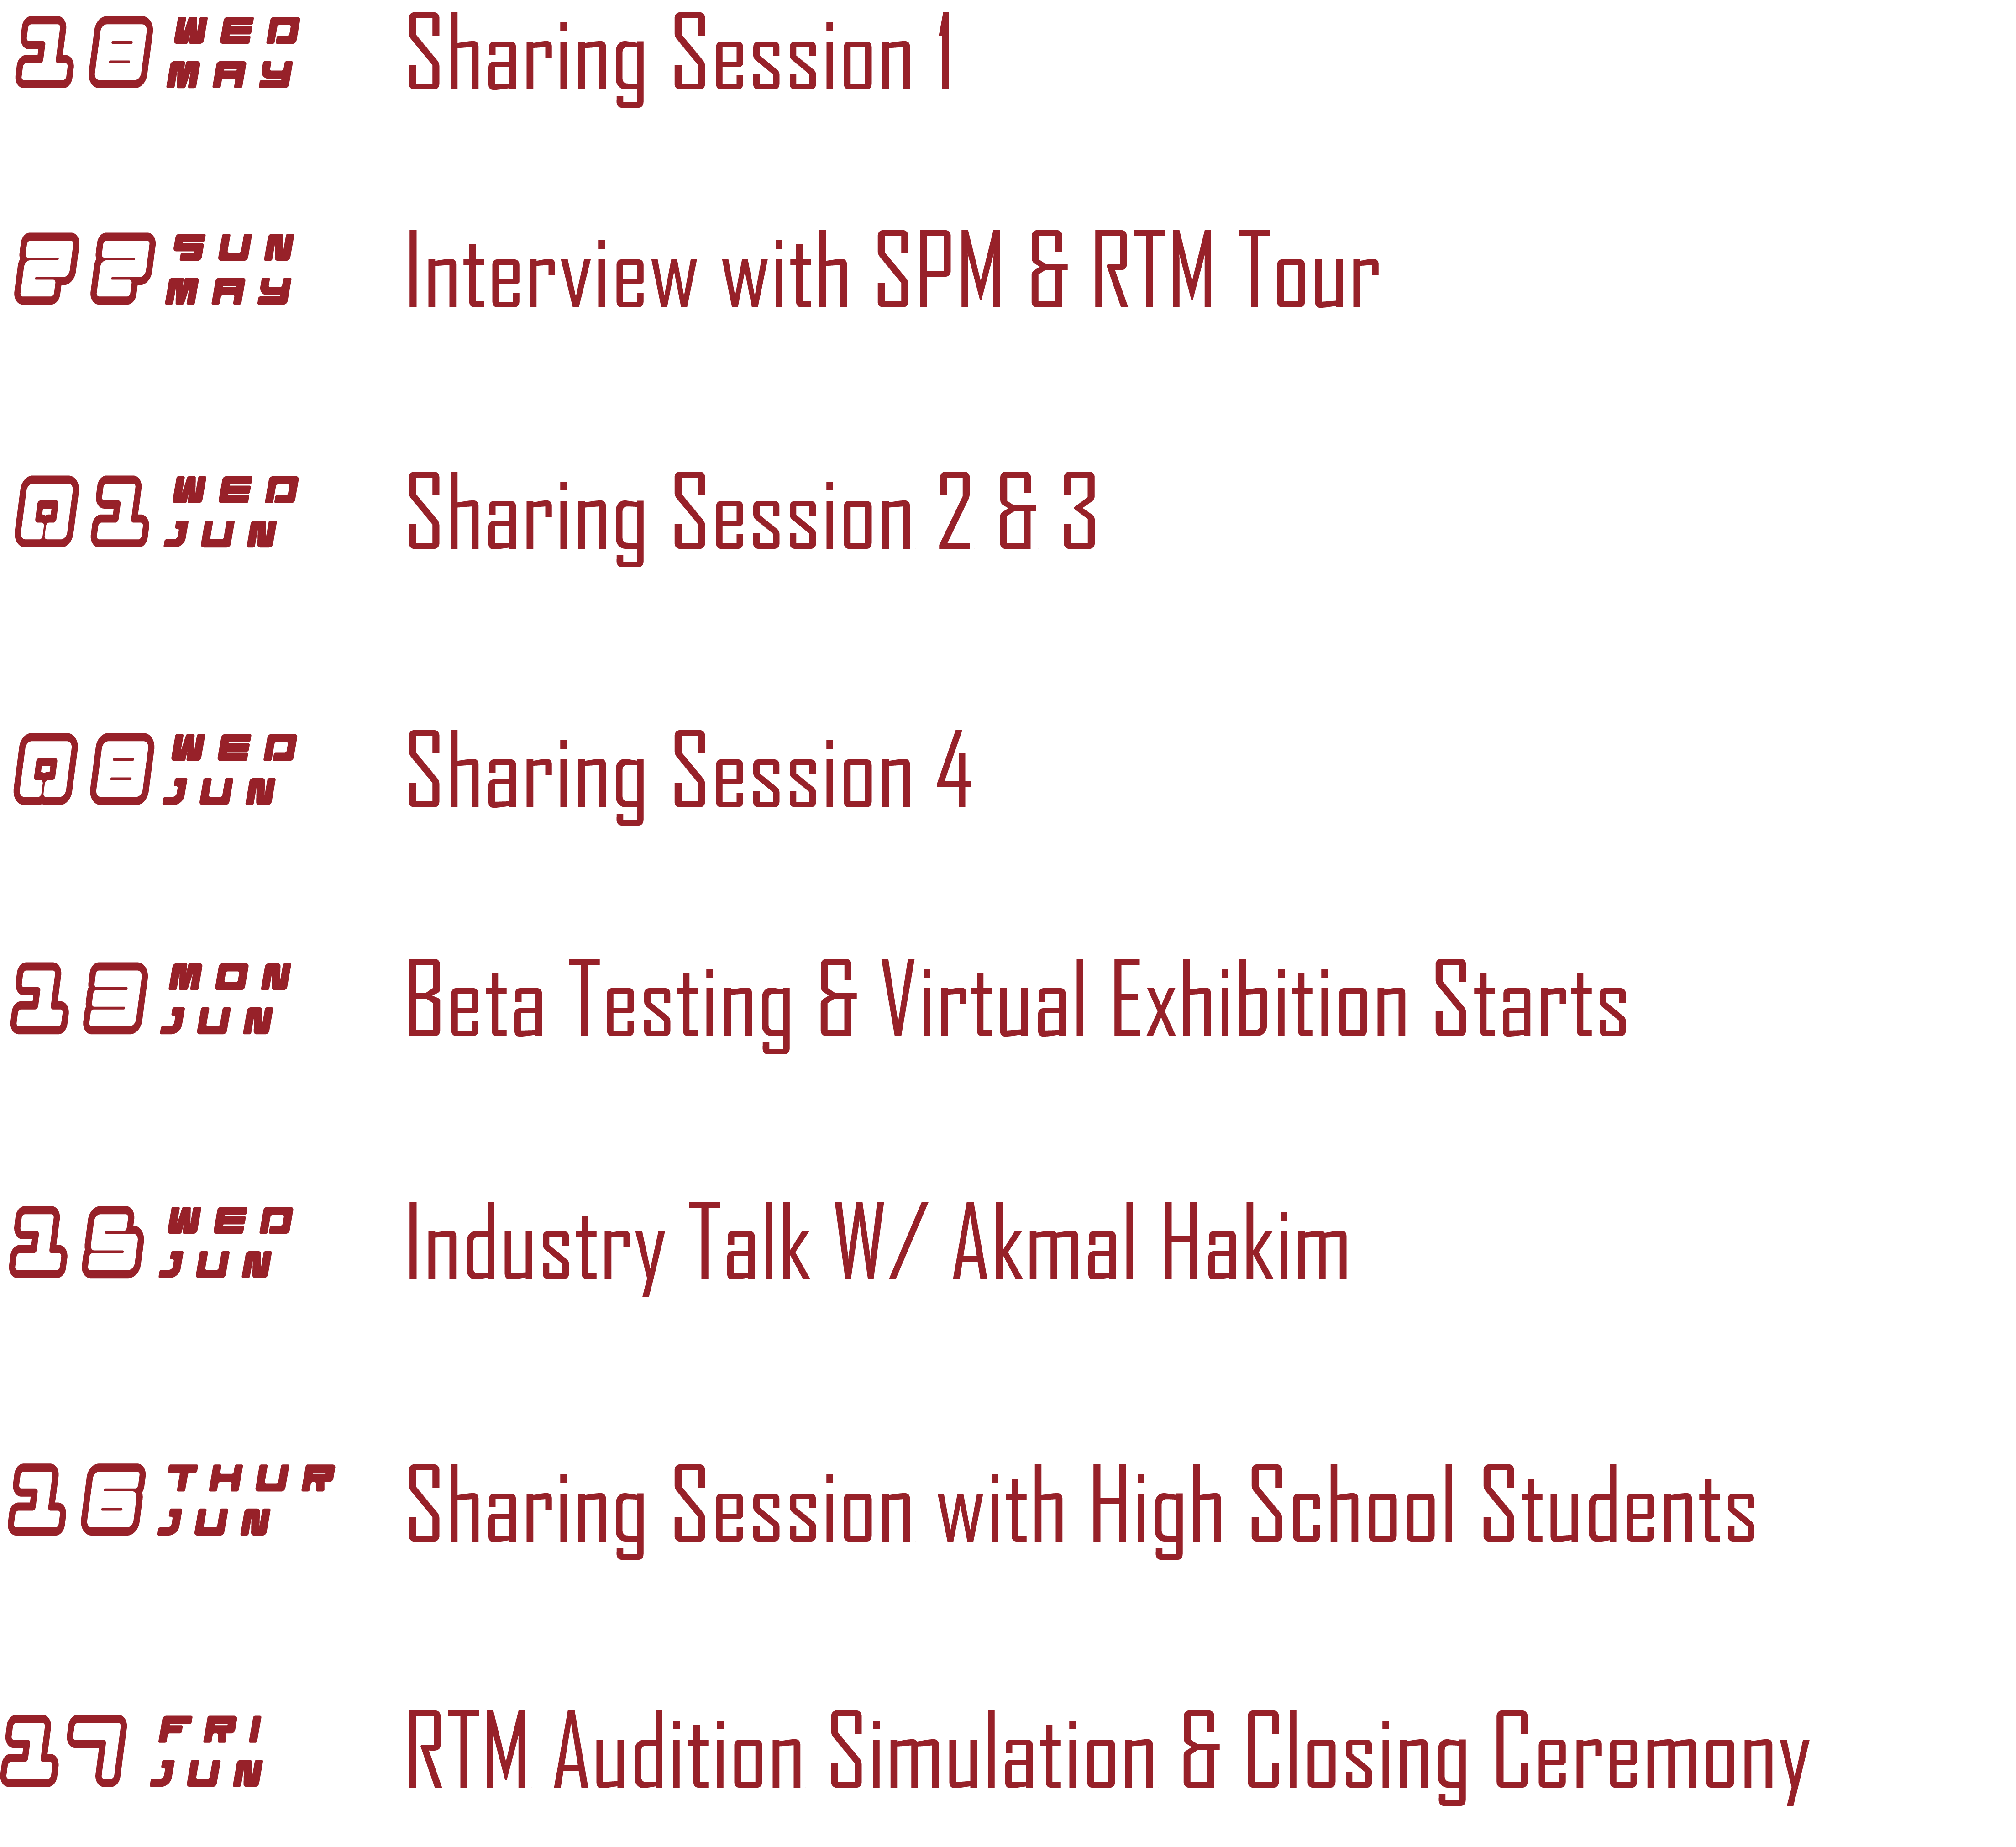 18 WED
MAY
Sharing Session 1
22 SUN
MAY
Interview with SPM & RTM Tour
01 WED
JUN
Sharing Session 2 & 3
08 WED
JUN
Sharing Session 4
13 MON
JUN
Beta Testing & Virtual Exhibition Starts
15 WED
JUN
Industry Talk W/ Akmal Hakim
16 THUR
JUN
Sharing Session with High School Students
17 FRI
JUN
RTM Audition Simulation & Closing Ceremony